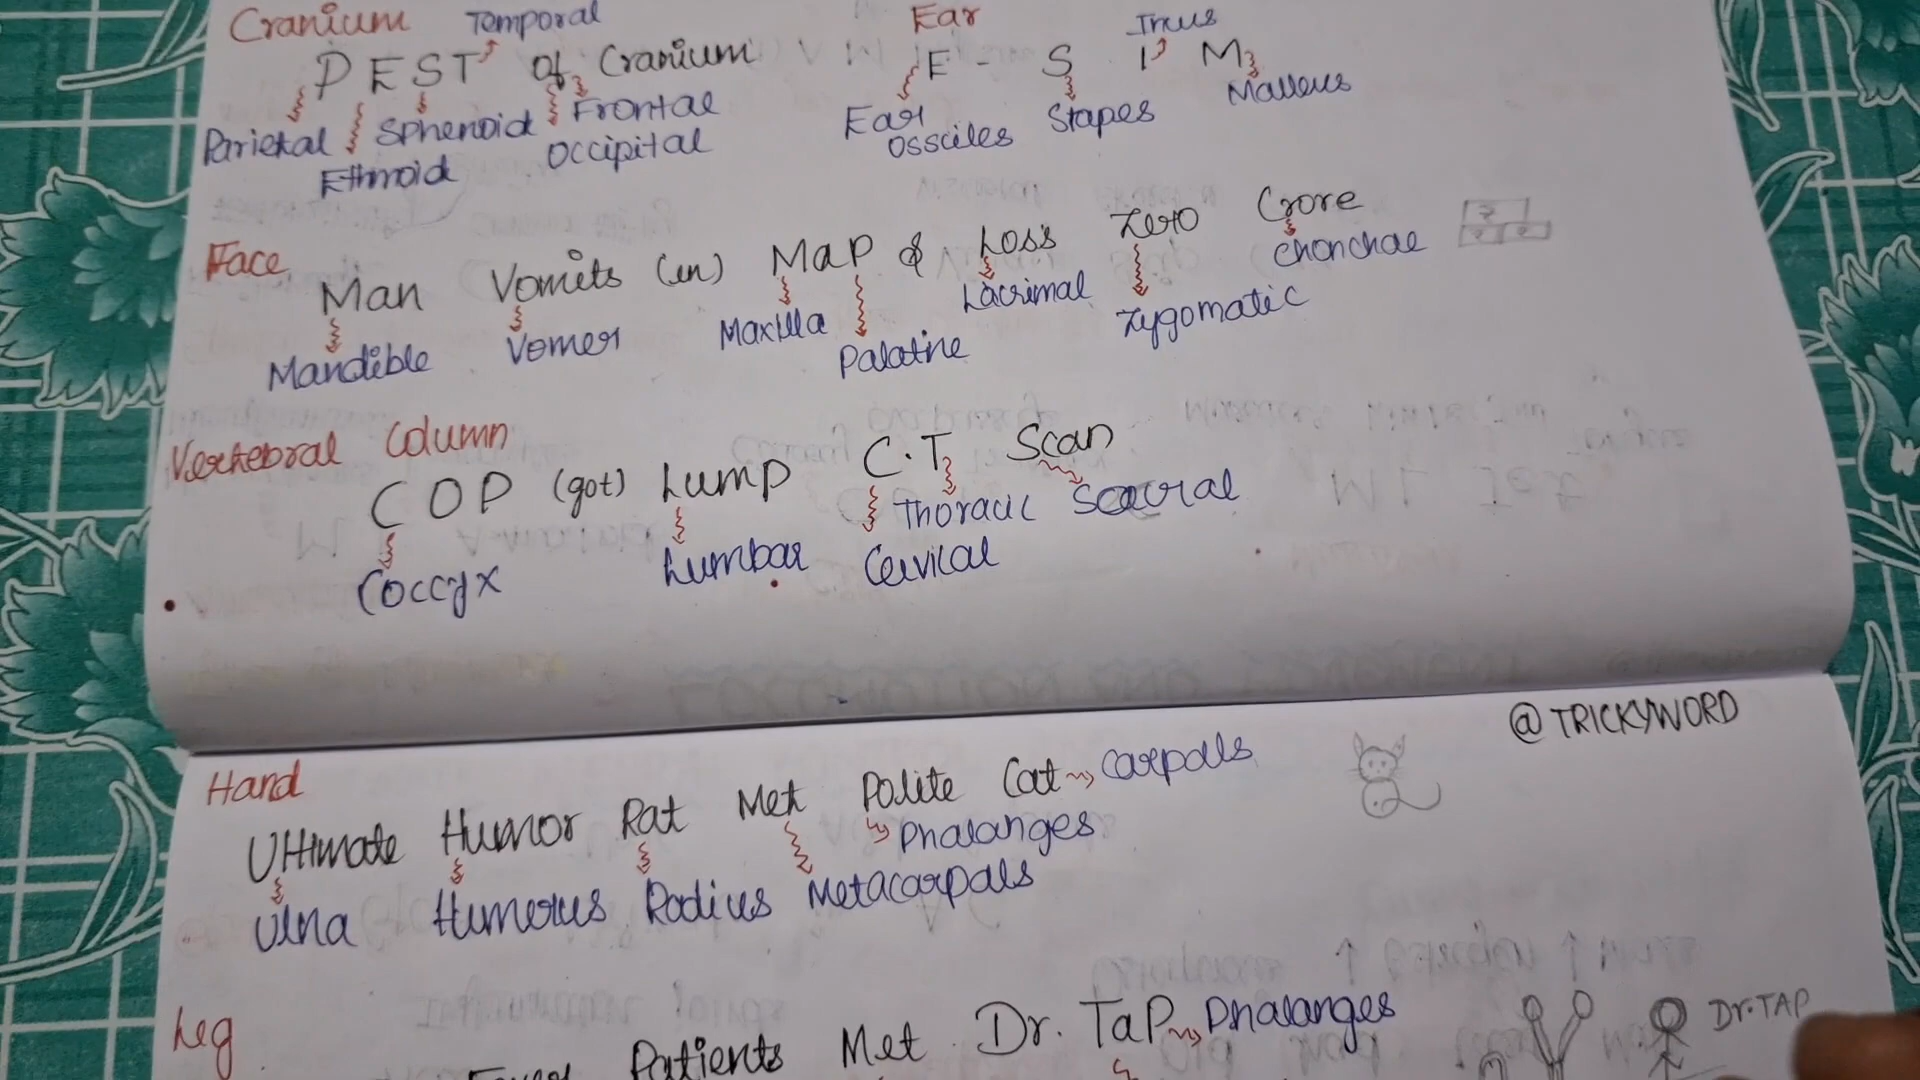 Cranium Temporal
PEST of Cranium
Parietal Sphenoid Frontal
Ethmoid Occipital
Ear Incus
E - S I M
Ear Stapes Malleus
Ossciles
Face
Man Vomits (in) MaP & Loss Zero Crore
Mandible Vomer Maxilla Palatine Lacrimal Zygomatic Chonchae
Vertebral Column
COP (got) Lump C.T Scan
Coccyx Lumbar Cervical Thoracic Sacral
@TRICKYWORD
Hand
Ultimate Humor Rat Met Polite Cat Carpals
Phalanges
Ulna Humerus Radius Metacarpals
Leg
Patients Met Dr. TaP Phalanges
Dr.TAP